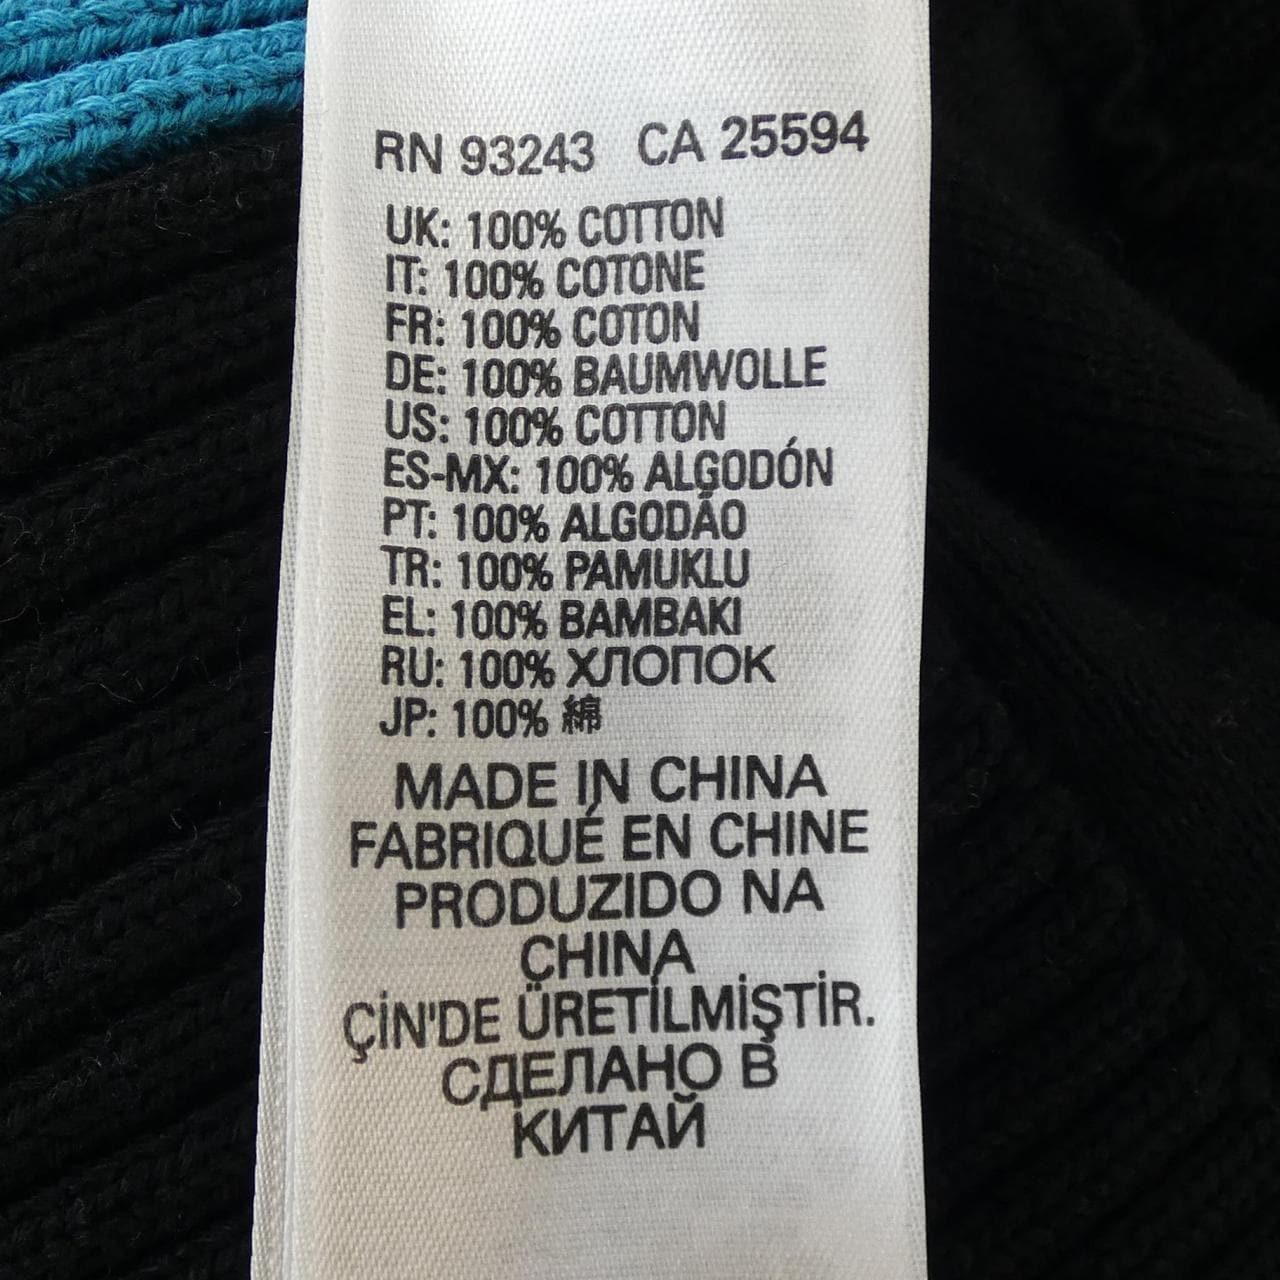 RN 93243 CA 25594
UK: 100% COTTON
IT: 100% COTONE
FR: 100% COTON
DE: 100% BAUMWOLLE
US: 100% COTTON
ES-MX: 100% ALGODÓN
PT: 100% ALGODÃO
TR: 100% PAMUKLU
EL: 100% BAMBAKI
RU: 100% ХЛОПОК
JP: 100% 綿
MADE IN CHINA
FABRIQUÉ EN CHINE
PRODUZIDO NA
CHINA
ÇİN'DE ÜRETİLMİŞTİR.
СДЕЛАНО В
КИТАЙ